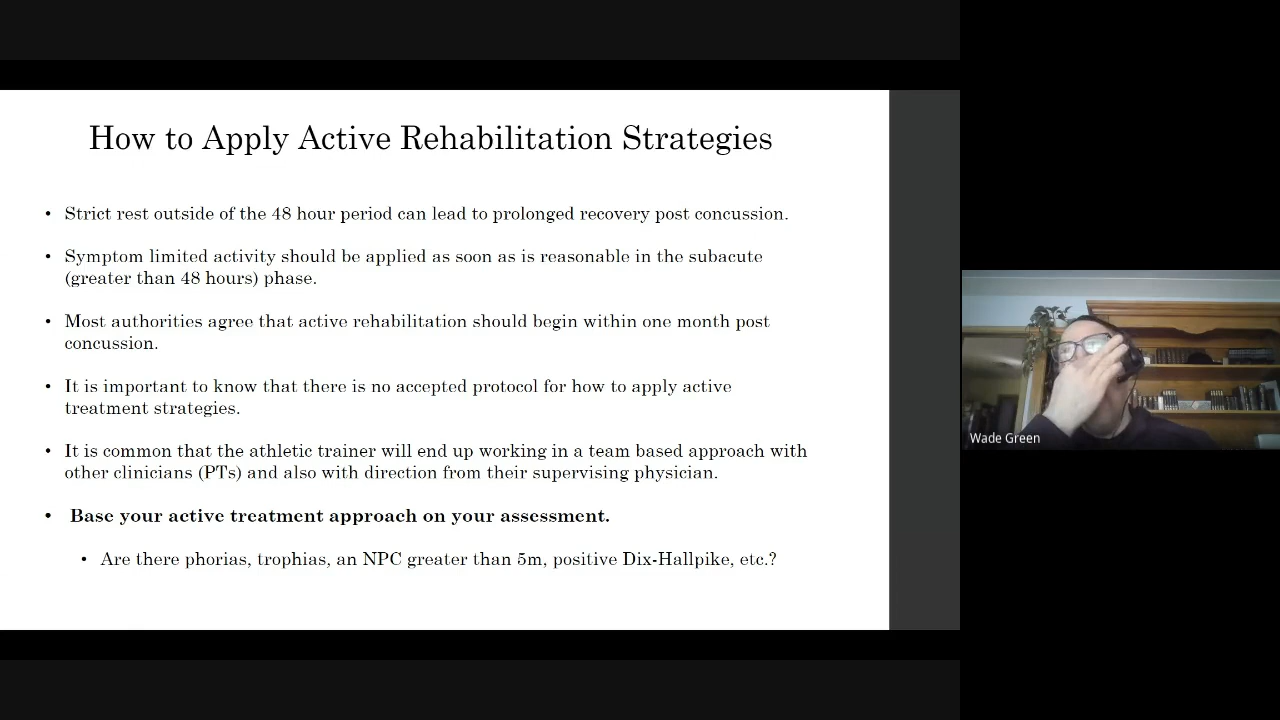 How to Apply Active Rehabilitation Strategies
• Strict rest outside of the 48 hour period can lead to prolonged recovery post concussion.
• Symptom limited activity should be applied as soon as is reasonable in the subacute
(greater than 48 hours) phase.
• Most authorities agree that active rehabilitation should begin within one month post
concussion.
• It is important to know that there is no accepted protocol for how to apply active
treatment strategies.
• It is common that the athletic trainer will end up working in a team based approach with
other clinicians (PTs) and also with direction from their supervising physician.
• Base your active treatment approach on your assessment.
• Are there phorias, trophias, an NPC greater than 5m, positive Dix-Hallpike, etc.?
Wade Green